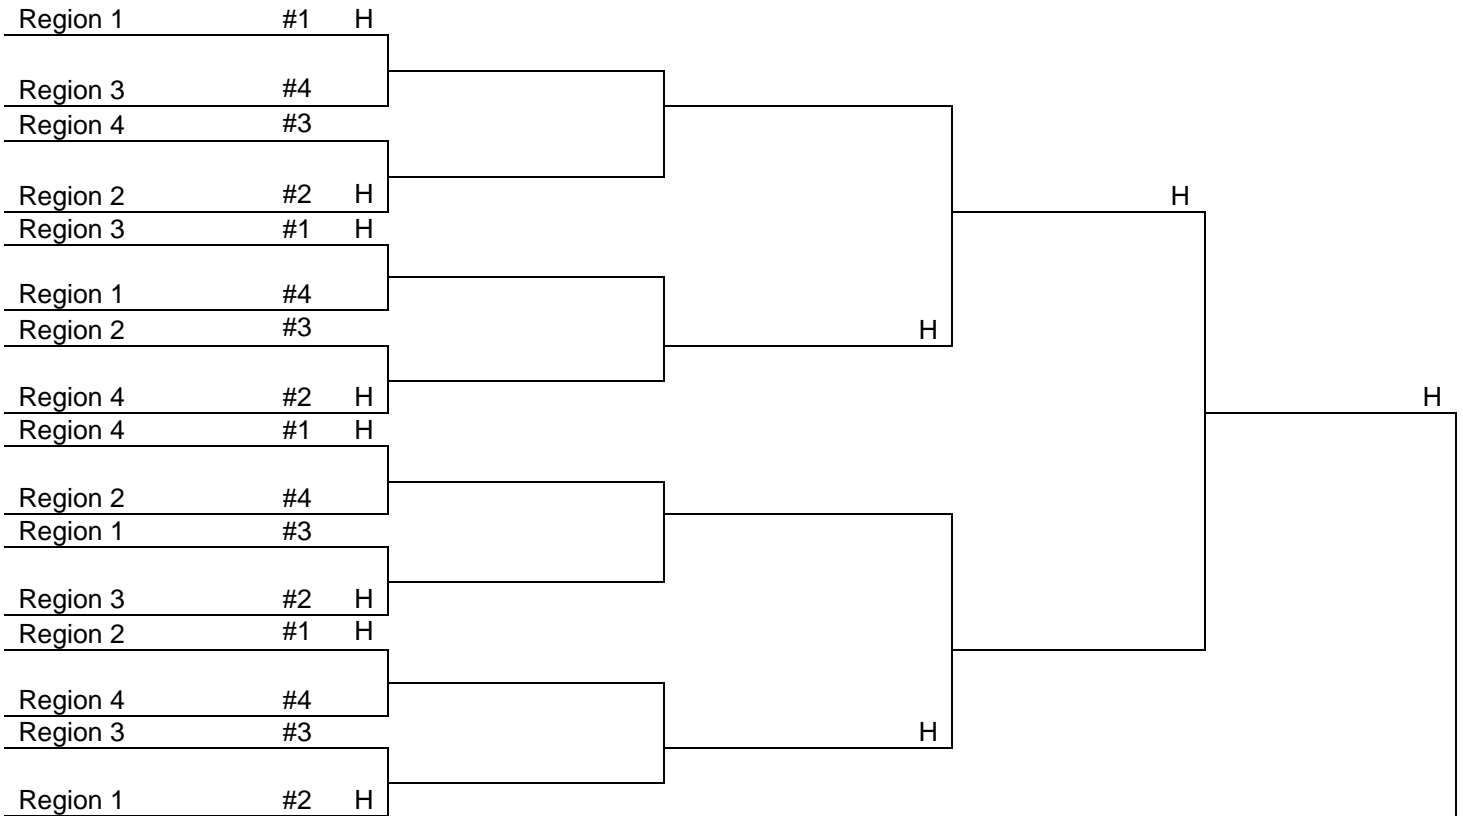 Region 1 #1 H
Region 3 #4
Region 4 #3
Region 2 #2 H
H
Region 3 #1 H
Region 1 #4
Region 2 #3
H
Region 4 #2 H
H
Region 4 #1 H
Region 2 #4
Region 1 #3
Region 3 #2 H
Region 2 #1 H
Region 4 #4
Region 3 #3
H
Region 1 #2 H